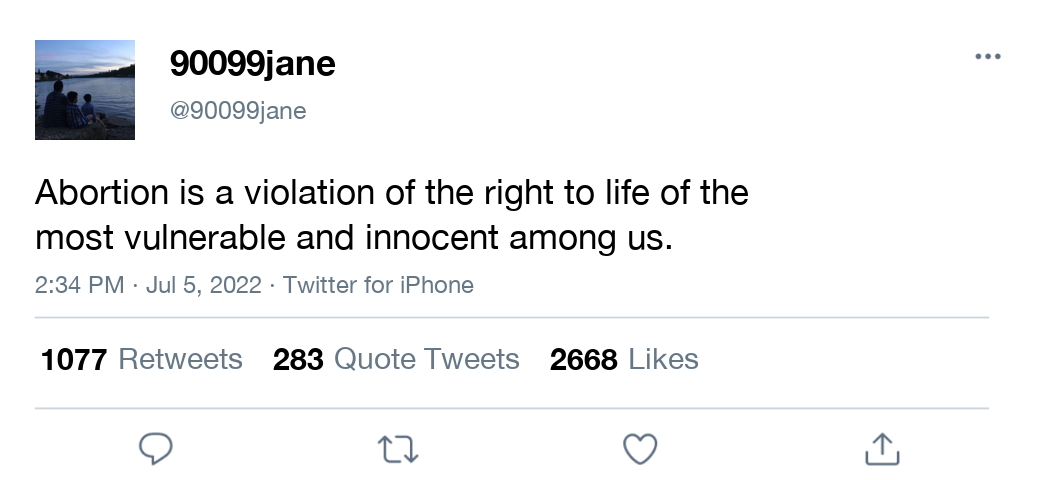 90099jane
@90099jane
Abortion is a violation of the right to life of the
most vulnerable and innocent among us.
2:34 PM · Jul 5, 2022 · Twitter for iPhone
1077 Retweets 283 Quote Tweets 2668 Likes